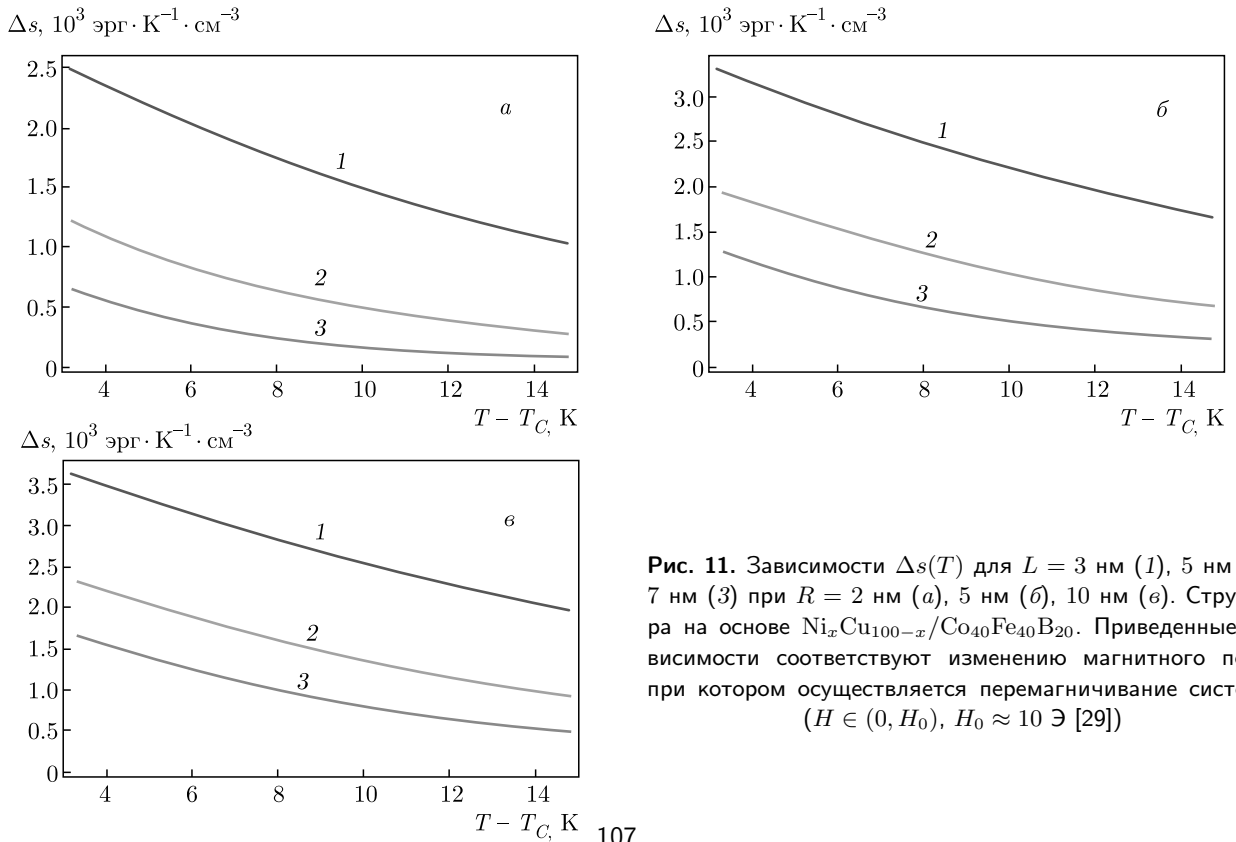 Δs, 10³ эрг · K⁻¹ · см⁻³
2.5
2.0
1.5
1.0
0.5
0
4 6 8 10 12 14
T – T_C, K
а
1
2
3
Δs, 10³ эрг · K⁻¹ · см⁻³
3.0
2.5
2.0
1.5
1.0
0.5
0
4 6 8 10 12 14
T – T_C, K
б
1
2
3
Δs, 10³ эрг · K⁻¹ · см⁻³
3.5
3.0
2.5
2.0
1.5
1.0
0.5
0
4 6 8 10 12 14
T – T_C, K
в
1
2
3
Рис. 11. Зависимости Δs(T) для L = 3 нм (1), 5 нм
7 нм (3) при R = 2 нм (а), 5 нм (б), 10 нм (в). Стру
ра на основе NiₓCu₁₀₀₋ₓ/Co₄₀Fe₄₀B₂₀. Приведенные
висимости соответствуют изменению магнитного по
при котором осуществляется перемагничивание систе
(H ∈ (0, H₀), H₀ ≈ 10 Э [29])
107